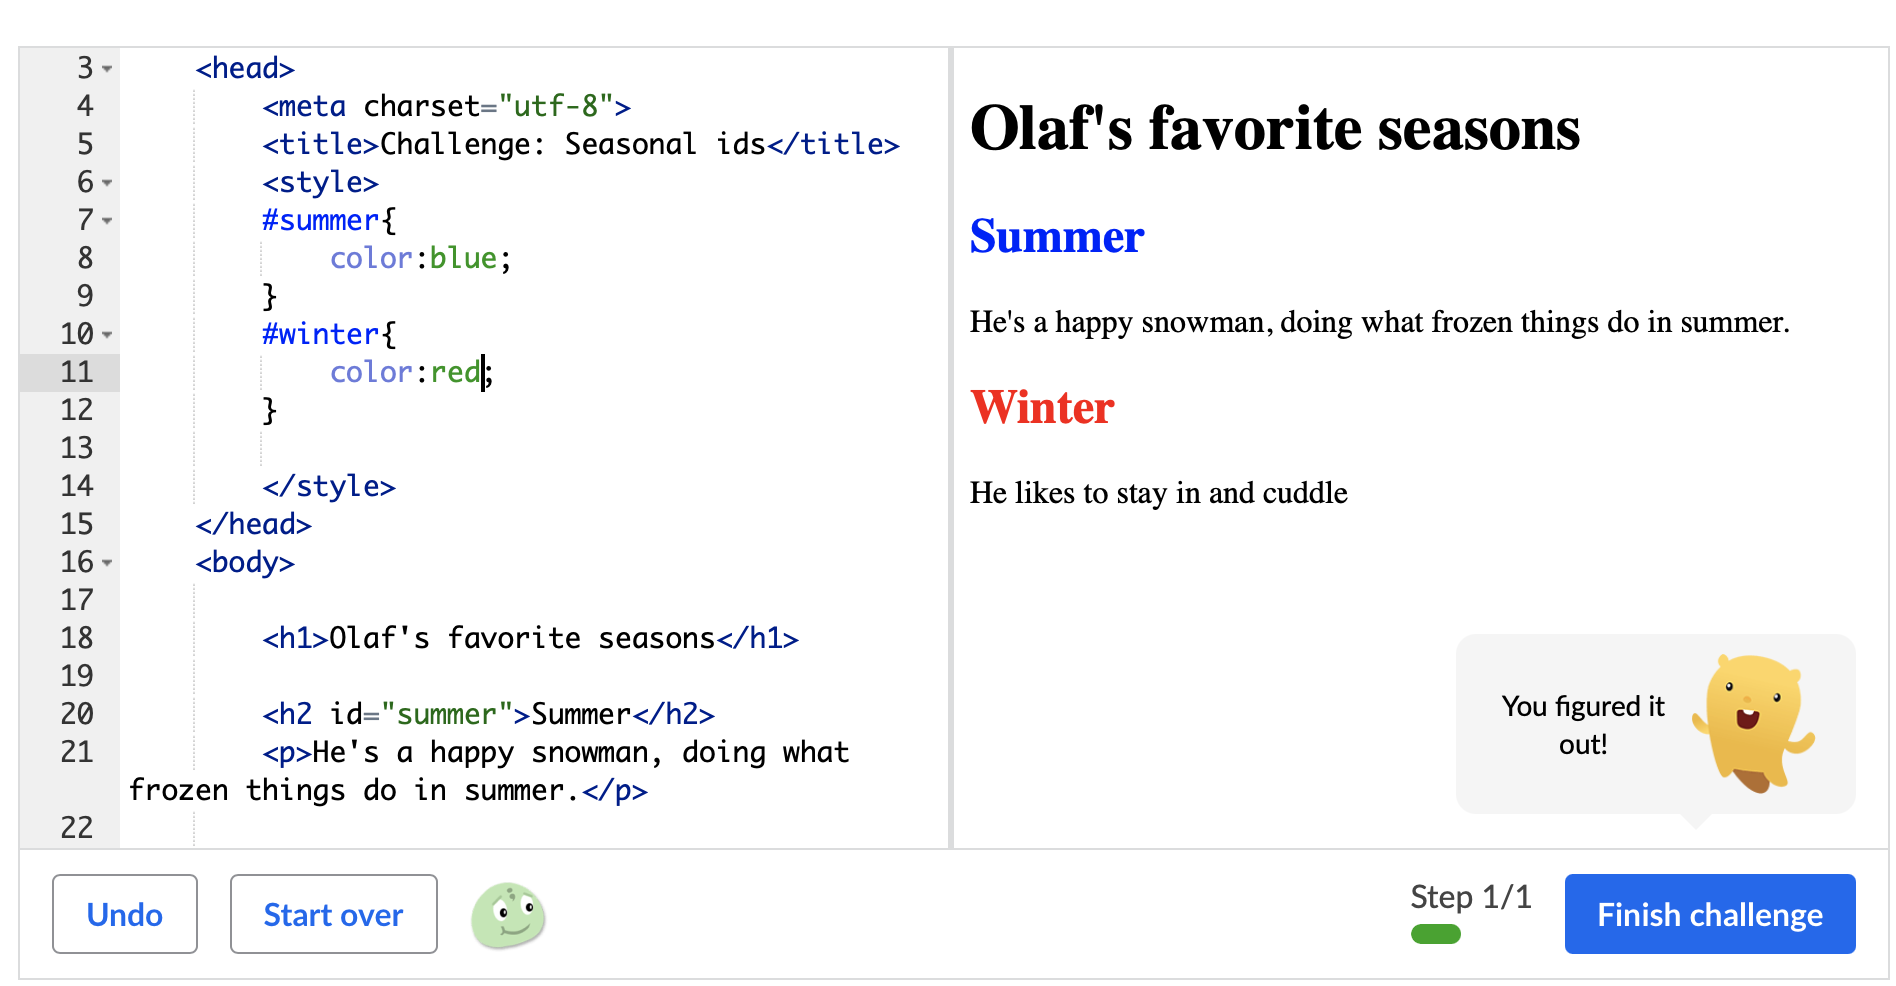 3 <head>
4 <meta charset="utf-8">
5 <title>Challenge: Seasonal ids</title>
6 <style>
7 #summer{
8 color:blue;
9 }
10 #winter{
11 color:red;
12 }
13
14 </style>
15 </head>
16 <body>
17
18 <h1>Olaf's favorite seasons</h1>
19
20 <h2 id="summer">Summer</h2>
21 <p>He's a happy snowman, doing what
frozen things do in summer.</p>
22
Olaf's favorite seasons
Summer
He's a happy snowman, doing what frozen things do in summer.
Winter
He likes to stay in and cuddle
You figured it
out!
Undo
Start over
Step 1/1
Finish challenge